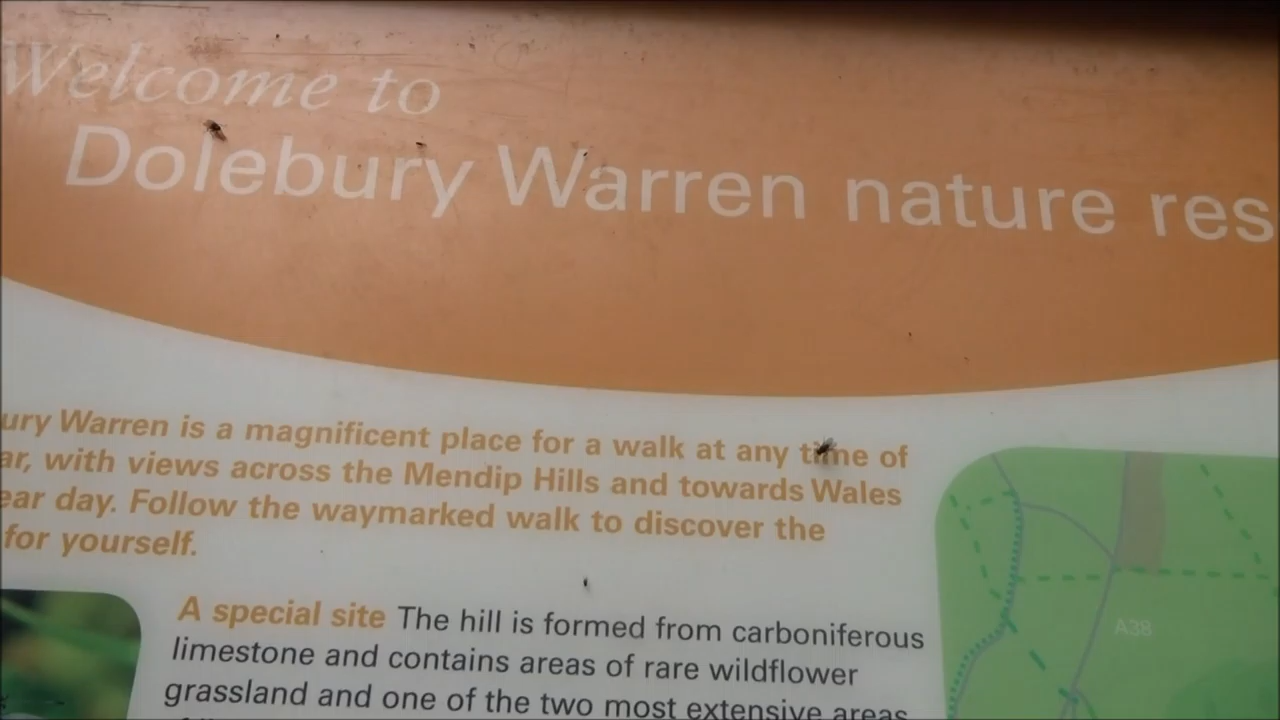 Welcome to
Dolebury Warren nature res
ury Warren is a magnificent place for a walk at any time of
ar, with views across the Mendip Hills and towards Wales
ear day. Follow the waymarked walk to discover the
for yourself.
A special site The hill is formed from carboniferous
limestone and contains areas of rare wildflower
grassland and one of the two most extensive areas
A38